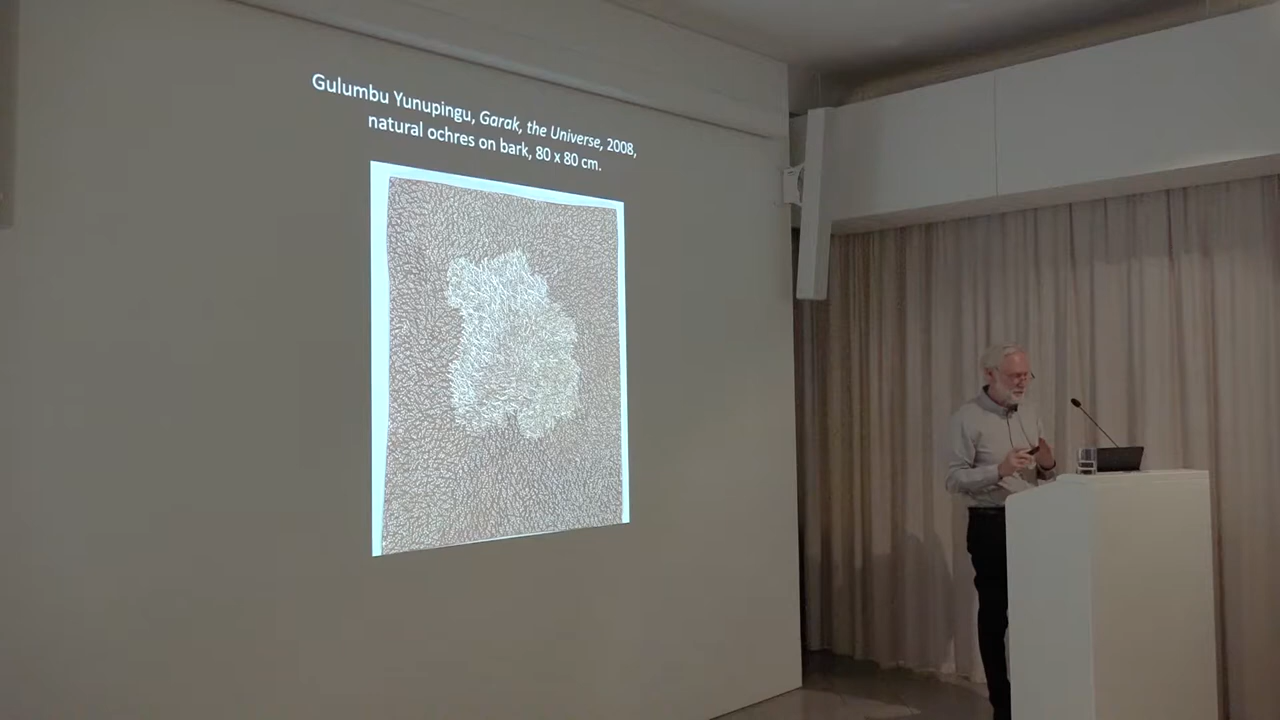 Gulumbu Yunupingu, Garak, the Universe, 2008,
natural ochres on bark, 80 x 80 cm.